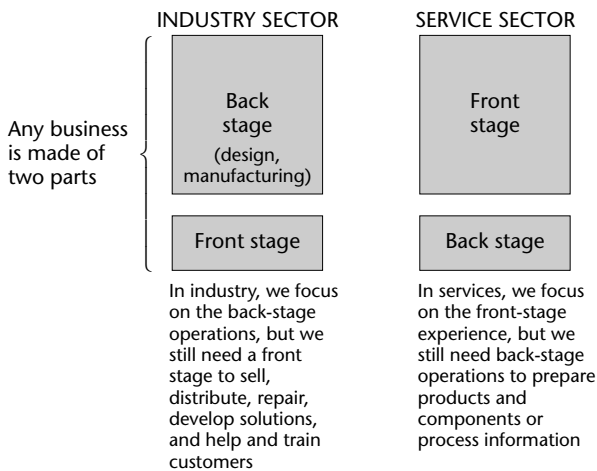 INDUSTRY SECTOR
SERVICE SECTOR
Any business
is made of
two parts
Back
stage
(design,
manufacturing)
Front stage
Front
stage
Back stage
In industry, we focus
on the back-stage
operations, but we
still need a front
stage to sell,
distribute, repair,
develop solutions,
and help and train
customers
In services, we focus
on the front-stage
experience, but we
still need back-stage
operations to prepare
products and
components or
process information